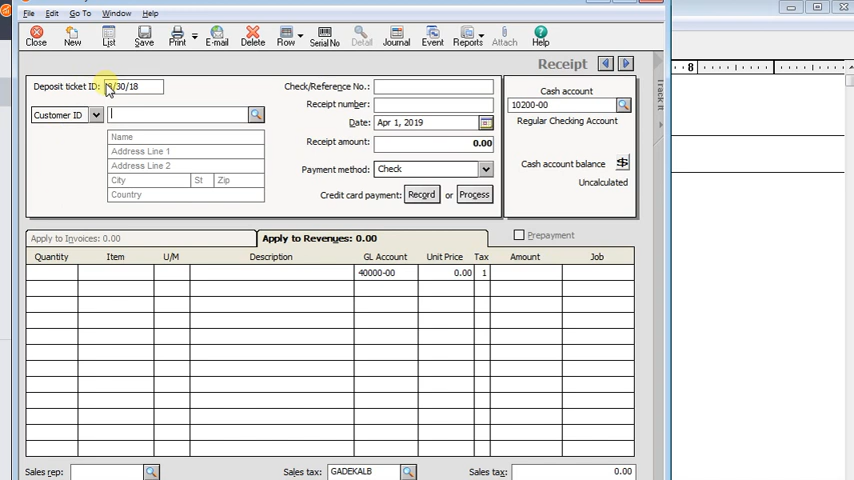 File Edit Go To Window Help
Close New List Save Print E-mail Delete Row Serial No Detail Journal Event Reports Attach Help
Receipt
8
Track It
Deposit ticket ID: /30/18
Customer ID
Name
Address Line 1
Address Line 2
City St Zip
Country
Check/Reference No.:
Receipt number:
Date: Apr 1, 2019
Receipt amount: 0.00
Payment method: Check
Credit card payment: Record or Process
Cash account
10200-00
Regular Checking Account
Cash account balance
Uncalculated
Apply to Invoices: 0.00 Apply to Revenues: 0.00 Prepayment
Quantity Item U/M Description GL Account Unit Price Tax Amount Job
40000-00 0.00 1
Sales rep: Sales tax: GADEKALB Sales tax: 0.00